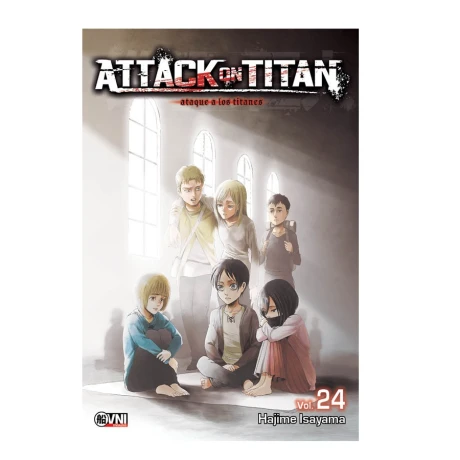 ATTACK ON TITAN
ataque a los titanes
Vol. 24
Hajime Isayama
OVNI